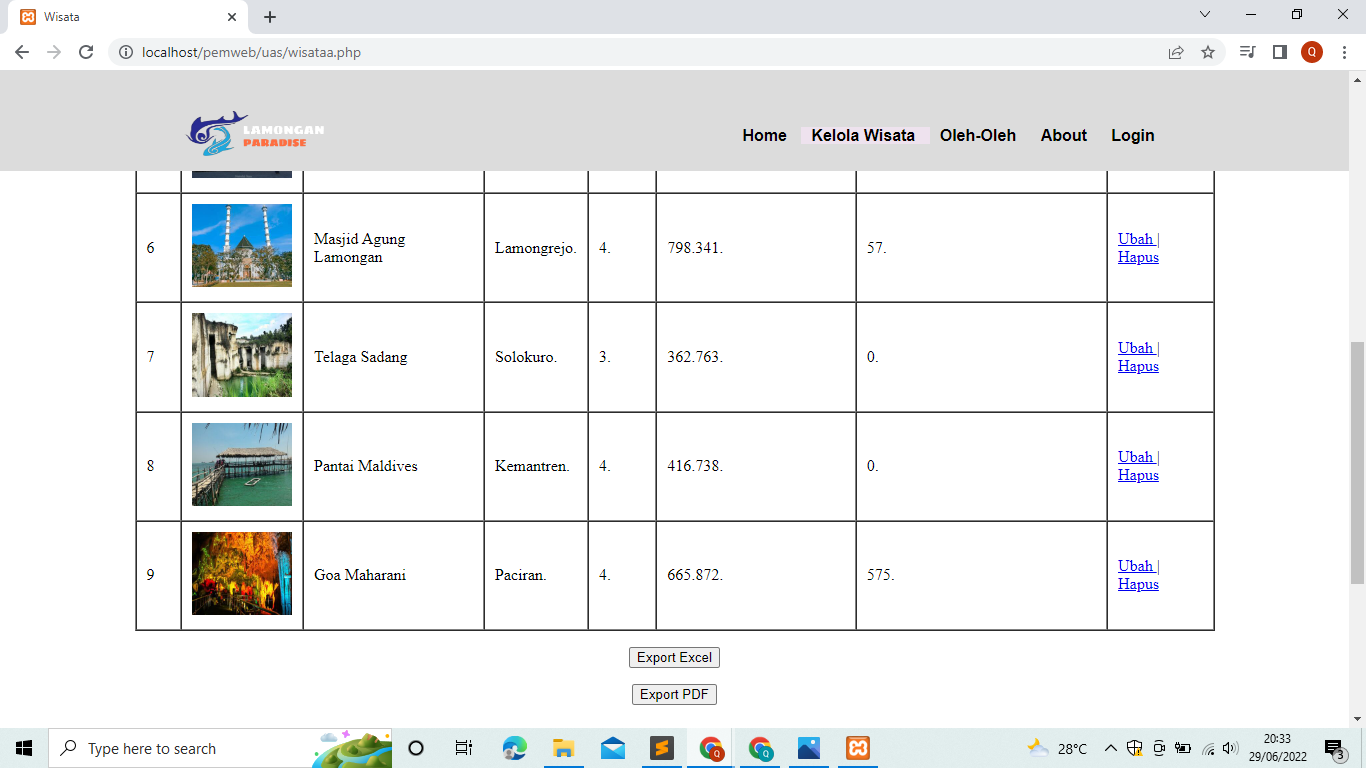 Wisata
localhost/pemweb/uas/wisataa.php
Q
LAMONGAN
PARADISE
Home Kelola Wisata Oleh-Oleh About Login
6 Masjid Agung Lamongrejo. 4. 798.341. 57. Ubah |
Lamongan Hapus
7 Telaga Sadang Solokuro. 3. 362.763. 0. Ubah |
Hapus
8 Pantai Maldives Kemantren. 4. 416.738. 0. Ubah |
Hapus
9 Goa Maharani Paciran. 4. 665.872. 575. Ubah |
Hapus
Export Excel
Export PDF
Type here to search
Q
Q
28°C
20:33
29/06/2022
3